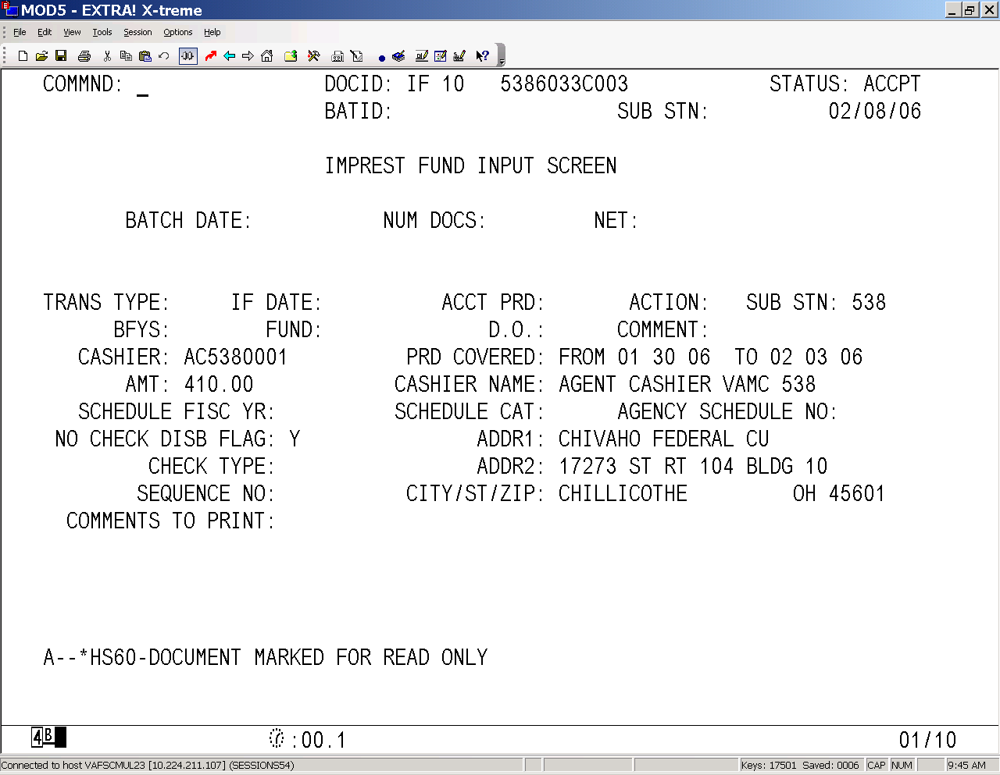 MOD5 - EXTRA! X-treme
File Edit View Tools Session Options Help
COMMND: _ DOCID: IF 10 5386033C003 STATUS: ACCPT
BATID: SUB STN: 02/08/06
IMPREST FUND INPUT SCREEN
BATCH DATE: NUM DOCS: NET:
TRANS TYPE: IF DATE: ACCT PRD: ACTION: SUB STN: 538
BFYS: FUND: D.O.: COMMENT:
CASHIER: AC5380001 PRD COVERED: FROM 01 30 06 TO 02 03 06
AMT: 410.00 CASHIER NAME: AGENT CASHIER VAMC 538
SCHEDULE FISC YR: SCHEDULE CAT: AGENCY SCHEDULE NO:
NO CHECK DISB FLAG: Y ADDR1: CHIVAHO FEDERAL CU
CHECK TYPE: ADDR2: 17273 ST RT 104 BLDG 10
SEQUENCE NO: CITY/ST/ZIP: CHILLICOTHE OH 45601
COMMENTS TO PRINT:
A--*HS60-DOCUMENT MARKED FOR READ ONLY
4B :00.1 01/10
Connected to host VAFSCMUL23 [10.224.211.107] (SESSIONS54) Keys: 17501 Saved: 0006 CAP NUM 9:45 AM